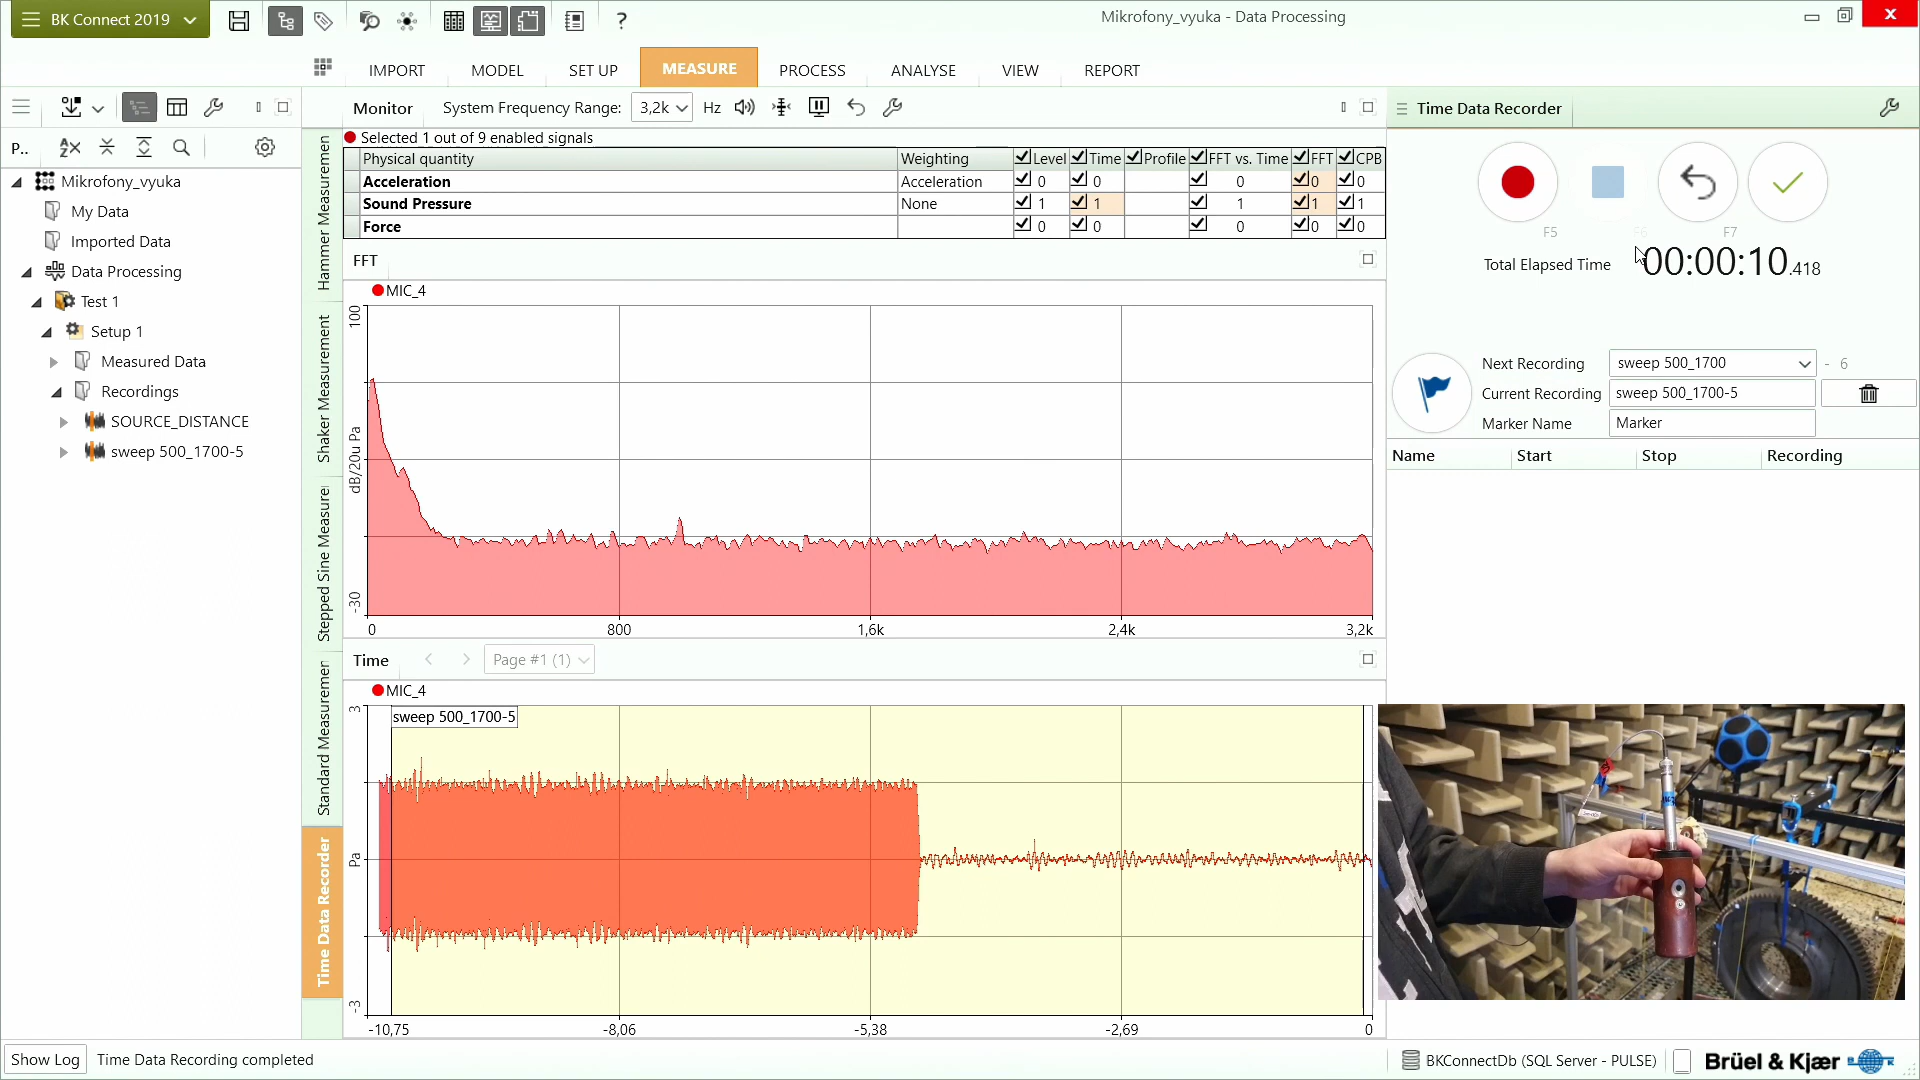 BK Connect 2019
Mikrofony_vyuka - Data Processing
IMPORT MODEL SET UP MEASURE PROCESS ANALYSE VIEW REPORT
Monitor System Frequency Range: 3,2k Hz
Time Data Recorder
P..
Selected 1 out of 9 enabled signals
Physical quantity Weighting Level Time Profile FFT vs. Time FFT CPB
Acceleration Acceleration 0 0 0 0 0
Sound Pressure None 1 1 1 1 1
Force 0 0 0 0 0
Mikrofony_vyuka
My Data
Imported Data
Data Processing
Test 1
Setup 1
Measured Data
Recordings
SOURCE_DISTANCE
sweep 500_1700-5
Hammer Measuremen
Shaker Measurement
Stepped Sine Measure
Standard Measuremen
Time Data Recorder
FFT
MIC_4
100
dB/20u Pa
-30
0 800 1,6k 2,4k 3,2k
Time Page #1 (1)
MIC_4
sweep 500_1700-5
3
Pa
-3
-10,75 -8,06 -5,38 -2,69 0
F5 F6 F7
Total Elapsed Time 00:00:10.418
Next Recording sweep 500_1700 - 6
Current Recording sweep 500_1700-5
Marker Name Marker
Name Start Stop Recording
Show Log Time Data Recording completed
BKConnectDb (SQL Server - PULSE) Brüel & Kjær